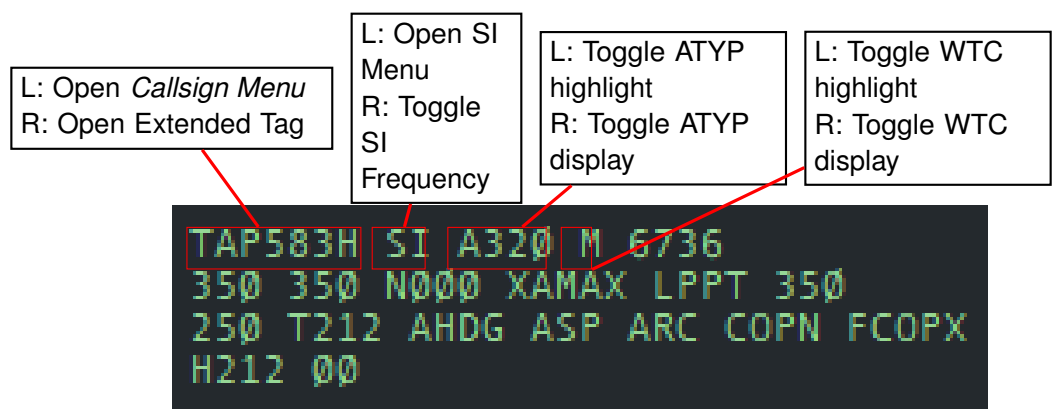 L: Open Callsign Menu
R: Open Extended Tag
L: Open SI
Menu
R: Toggle
SI
Frequency
L: Toggle ATYP
highlight
R: Toggle ATYP
display
L: Toggle WTC
highlight
R: Toggle WTC
display
TAP583H SI A320 M 6736
350 350 N000 XAMAX LPPT 350
250 T212 AHDG ASP ARC COPN FCOPX
H212 00